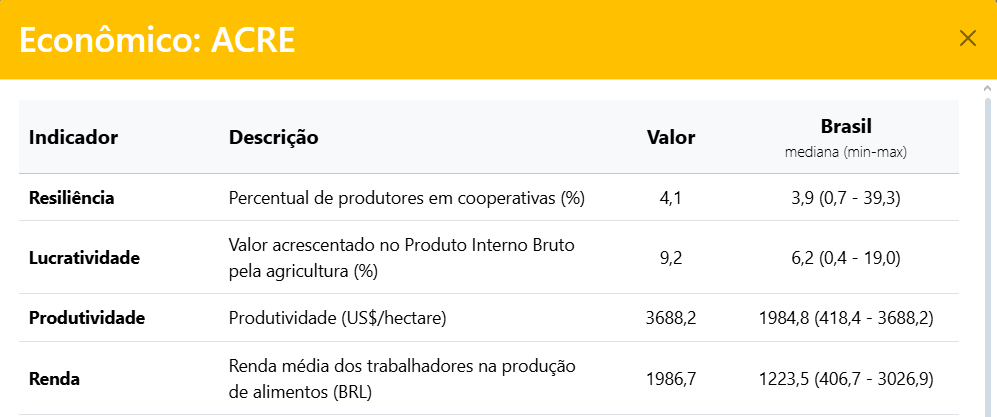 Econômico: ACRE
Indicador Descrição Valor Brasil
mediana (min-max)
Resiliência Percentual de produtores em cooperativas (%) 4,1 3,9 (0,7 - 39,3)
Valor acrescentado no Produto Interno Bruto
Lucratividade 9,2 6,2 (0,4 - 19,0)
pela agricultura (%)
Produtividade Produtividade (US$/hectare) 3688,2 1984,8 (418,4 - 3688,2)
Renda média dos trabalhadores na produção
Renda 1986,7 1223,5 (406,7 - 3026,9)
de alimentos (BRL)